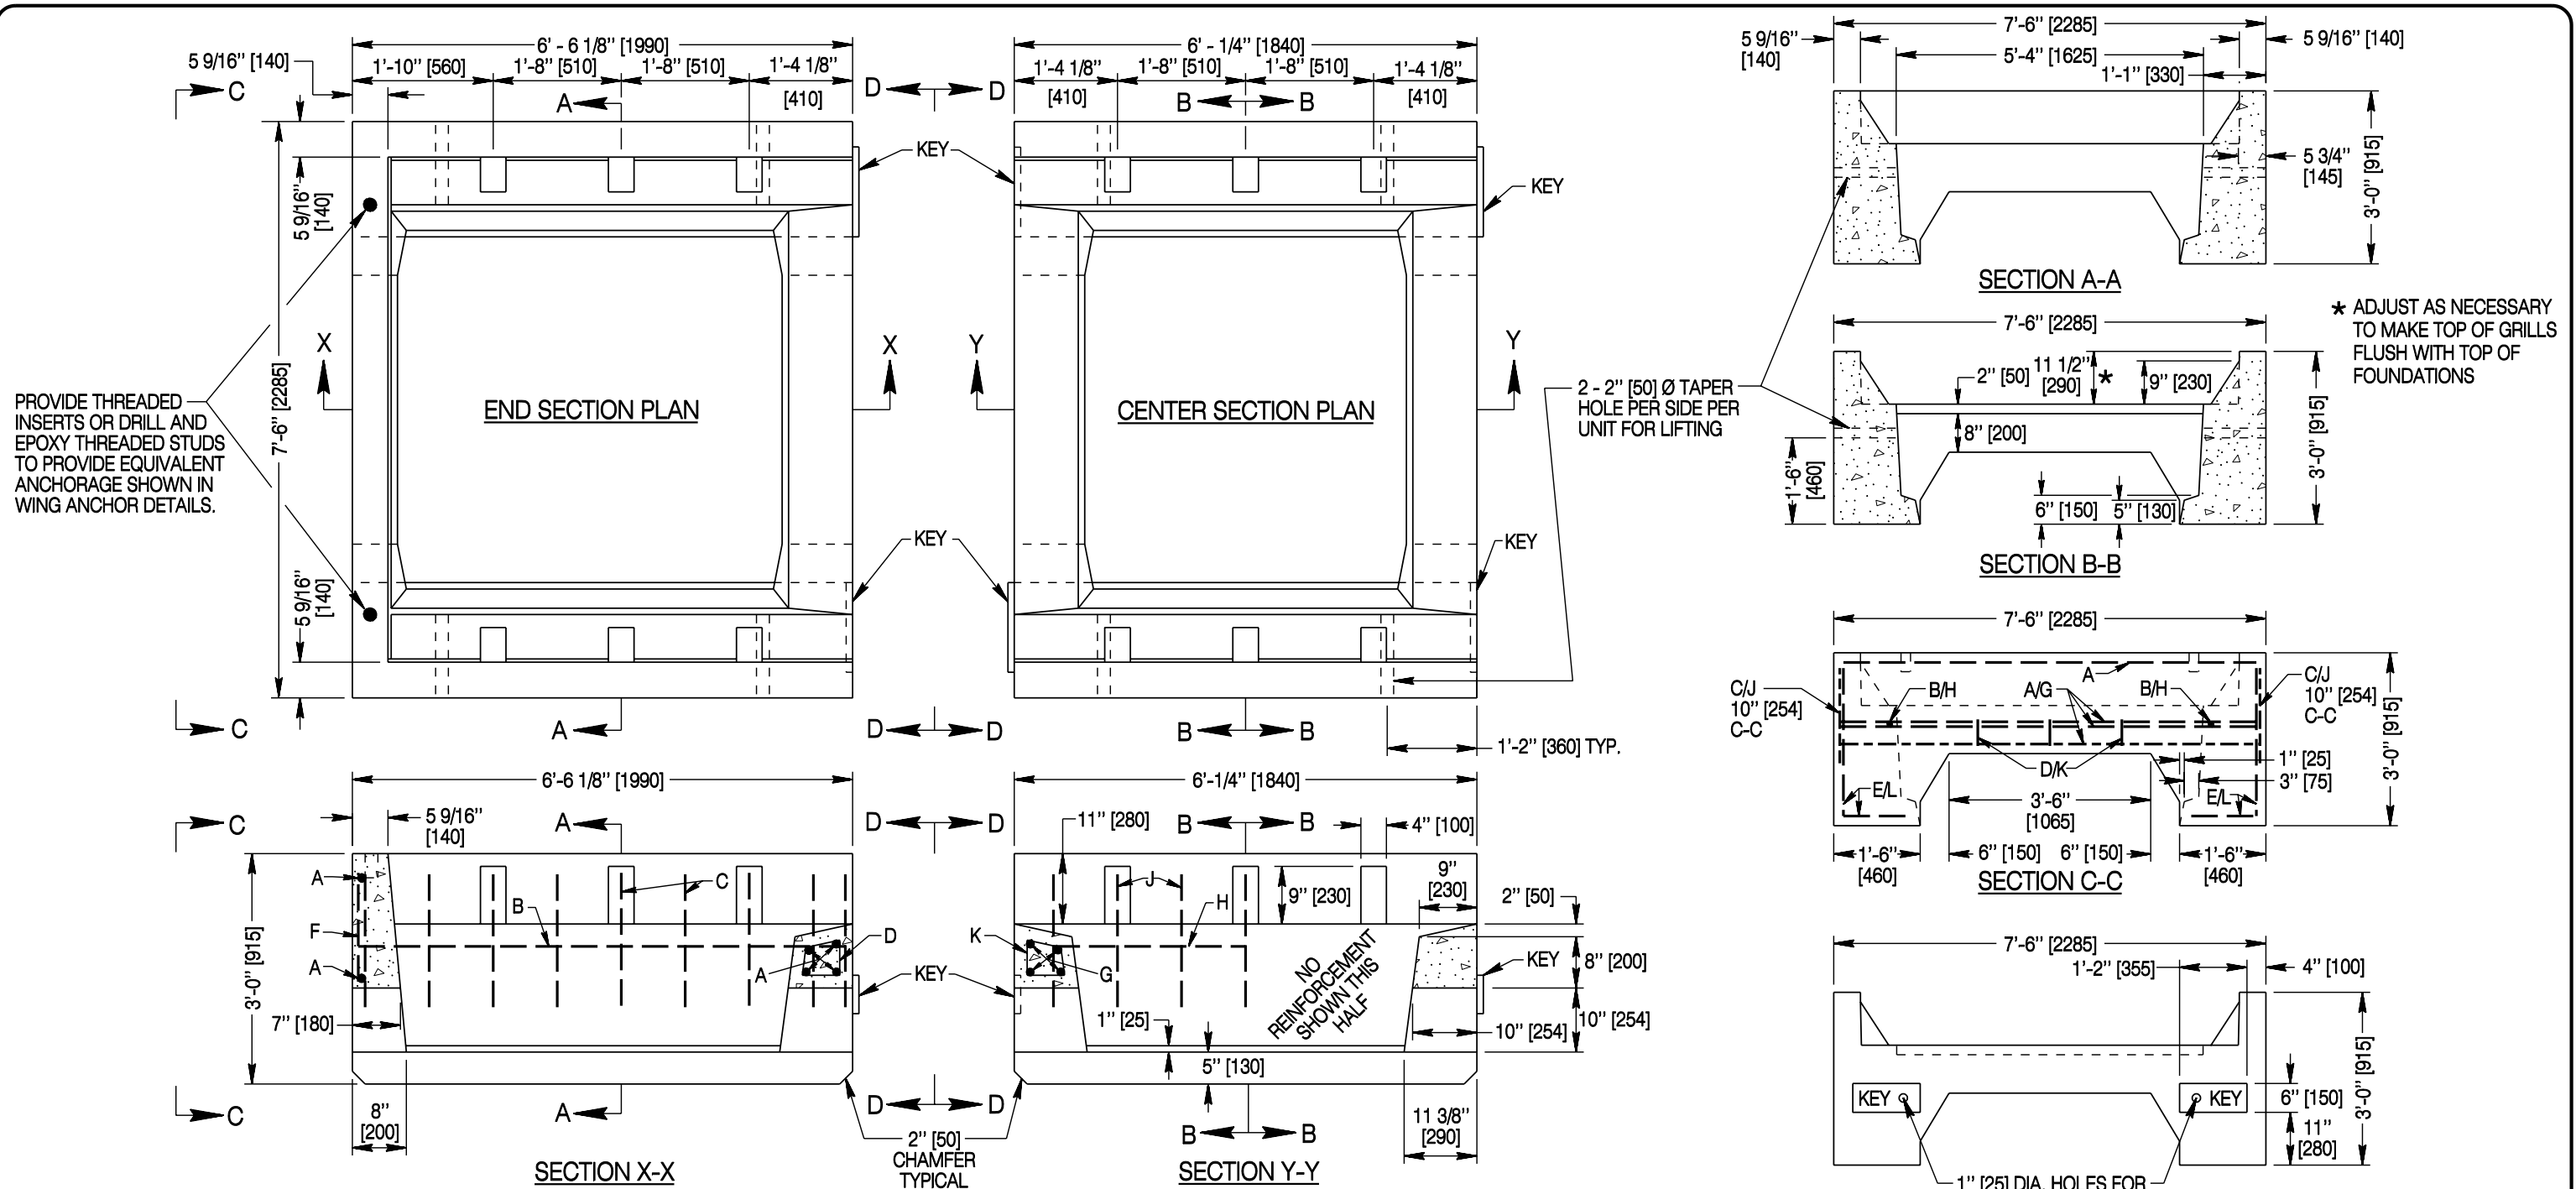 6' - 6 1/8" [1990]
5 9/16" [140]
1'-10" [560]
1'-8" [510]
1'-8" [510]
1'-4 1/8"
[410]
C
A
D
D
5 9/16"
[140]
7'-6" [2285]
X
X
END SECTION PLAN
PROVIDE THREADED
INSERTS OR DRILL AND
EPOXY THREADED STUDS
TO PROVIDE EQUIVALENT
ANCHORAGE SHOWN IN
WING ANCHOR DETAILS.
5 9/16"
[140]
C
A
D
D
KEY
KEY
6' - 1/4" [1840]
1'-4 1/8"
[410]
1'-8" [510]
1'-8" [510]
1'-4 1/8"
[410]
B
B
KEY
Y
Y
CENTER SECTION PLAN
KEY
2 - 2" [50] Ø TAPER
HOLE PER SIDE PER
UNIT FOR LIFTING
B
B
1'-2" [360] TYP.
6'-6 1/8" [1990]
5 9/16"
[140]
C
A
D
D
A
B
C
F
A
A
D
3'-0" [915]
7" [180]
KEY
C
8"
[200]
A
D
D
2" [50]
CHAMFER
TYPICAL
SECTION X-X
6'-1/4" [1840]
11" [280]
B
B
4" [100]
J
9" [230]
9"
[230]
2" [50]
H
K
G
NO
REINFORCEMENT
SHOWN THIS
HALF
KEY
8" [200]
1" [25]
10" [254]
10" [254]
5" [130]
11 3/8"
[290]
B
B
SECTION Y-Y
7'-6" [2285]
5 9/16"
[140]
5 9/16" [140]
5'-4" [1625]
1'-1" [330]
5 3/4"
[145]
3'-0" [915]
SECTION A-A
* ADJUST AS NECESSARY
TO MAKE TOP OF GRILLS
FLUSH WITH TOP OF
FOUNDATIONS
7'-6" [2285]
2" [50]
11 1/2"
[290]
*
9" [230]
8" [200]
1'-6"
[460]
6" [150]
5" [130]
3'-0" [915]
SECTION B-B
7'-6" [2285]
A
C/J
10" [254]
C-C
B/H
A/G
B/H
C/J
10" [254]
C-C
D/K
1" [25]
3" [75]
E/L
E/L
3'-6"
[1065]
3'-0" [915]
1'-6"
[460]
6" [150]
6" [150]
1'-6"
[460]
SECTION C-C
7'-6" [2285]
1'-2" [355]
4" [100]
KEY
KEY
6" [150]
11"
[280]
3'-0" [915]
1" [25] DIA. HOLES FOR